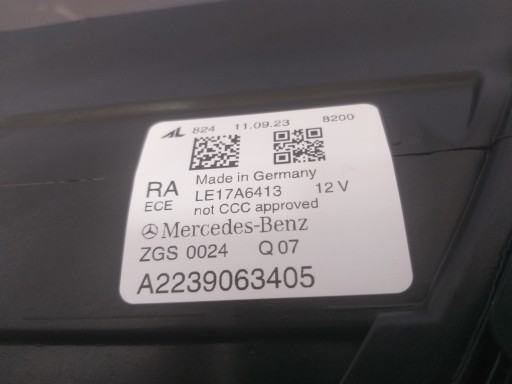 AL 824 11.09.23 8200
Made in Germany
RA LE17A6413 12 V
ECE not CCC approved
Mercedes-Benz
ZGS 0024 Q 07
A2239063405